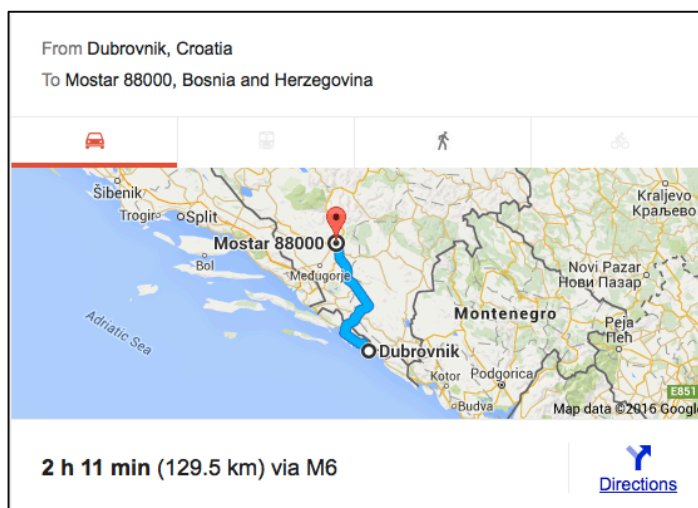 From Dubrovnik, Croatia
To Mostar 88000, Bosnia and Herzegovina
Šibenik
Trogir
Split
Bol
Mostar 88000
Međugorje
Adriatic Sea
Dubrovnik
Montenegro
Kotor
Podgorica
Budva
Kraljevo
Краљево
Novi Pazar
Нови Пазар
Peja
Пећ
E851
Map data ©2016 Google
2 h 11 min (129.5 km) via M6
Directions